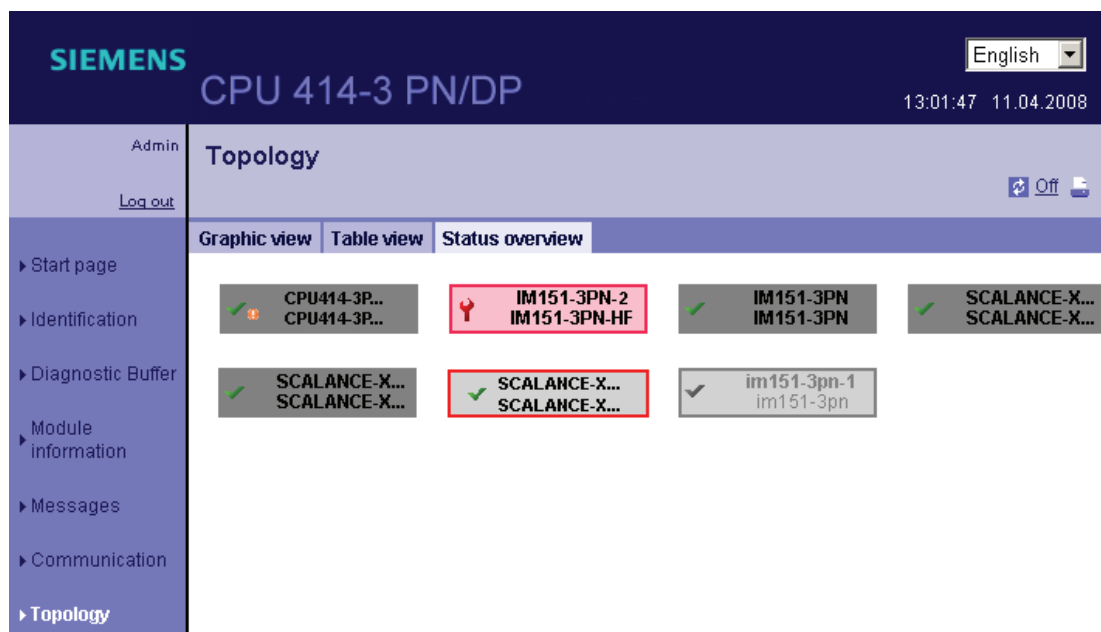 SIEMENS
CPU 414-3 PN/DP
English
13:01:47 11.04.2008
Admin
Log out
Topology
Off
Graphic view Table view Status overview
Start page
Identification
Diagnostic Buffer
Module
information
Messages
Communication
Topology
CPU414-3P...
CPU414-3P...
IM151-3PN-2
IM151-3PN-HF
IM151-3PN
IM151-3PN
SCALANCE-X...
SCALANCE-X...
SCALANCE-X...
SCALANCE-X...
SCALANCE-X...
SCALANCE-X...
im151-3pn-1
im151-3pn